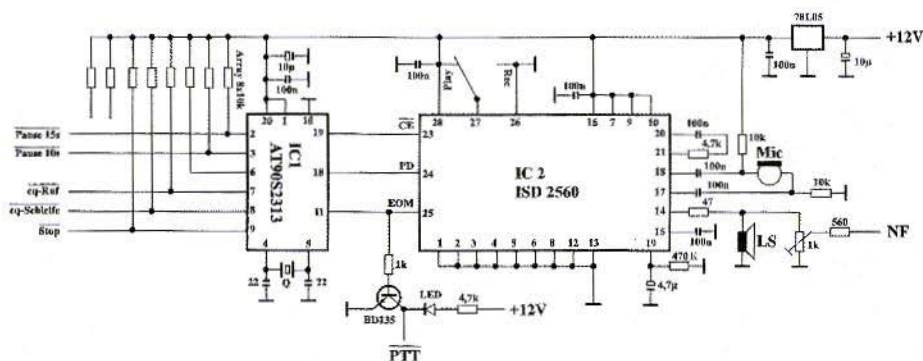 78L05
+12V
100n
10µ
Array 8x10k
10µ
100n
100n
Play
Rec
100n
20 1 10
28 27 26 16 7 9 10
Pause 15s
2
19
CE
23
20
100n
Pause 10s
3
IC1
AT90S2313
21
4,7k
10k
Mic
6
18
PD
24
IC 2
ISD 2560
18
100n
cq-Ruf
7
17
100n
10k
cq-Schleife
8
11
EOM
25
14
47
560
NF
Stop
9
15
100n
LS
1k
4 5
1 2 3 4 5 6 8 12 13
19
470 K
22
Q
22
1k
4,7µ
BD135
LED
4,7k
+12V
PTT